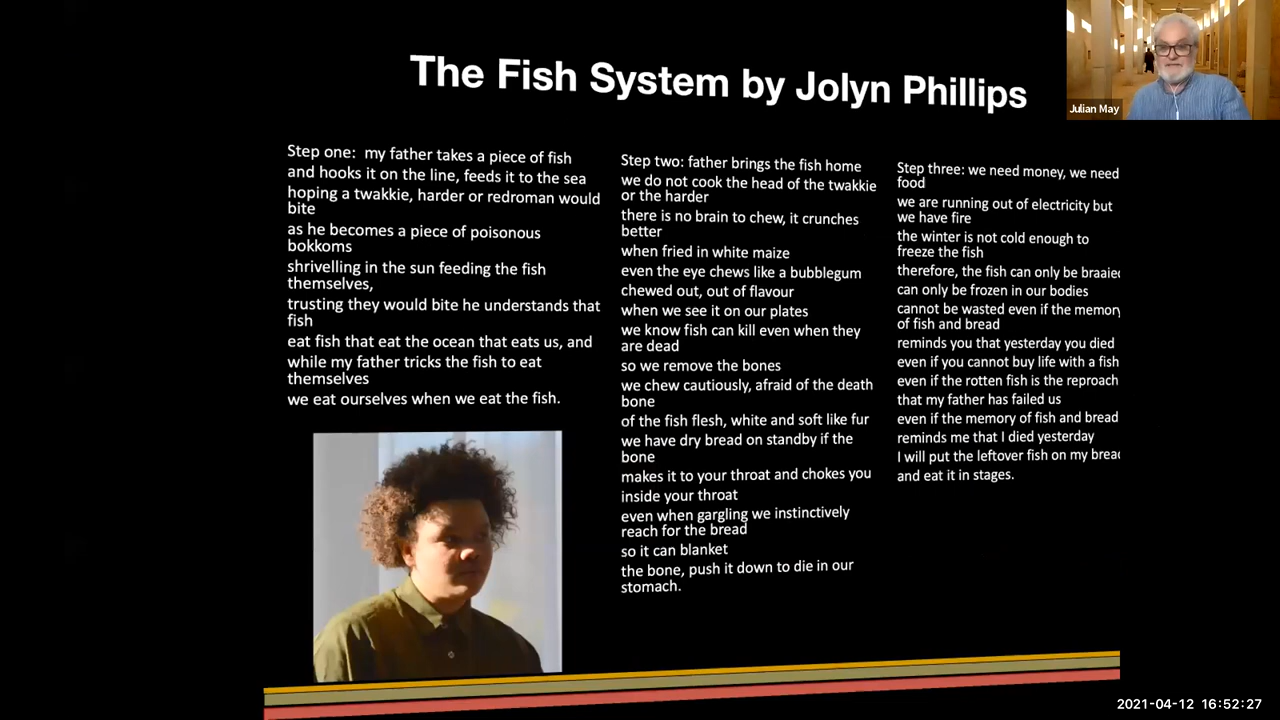 The Fish System by Jolyn Phillips
Julian May
Step one: my father takes a piece of fish
and hooks it on the line, feeds it to the sea
hoping a twakkie, harder or redroman would
bite
as he becomes a piece of poisonous
bokkoms
shrivelling in the sun feeding the fish
themselves,
trusting they would bite he understands that
fish
eat fish that eat the ocean that eats us, and
while my father tricks the fish to eat
themselves
we eat ourselves when we eat the fish.
Step two: father brings the fish home
we do not cook the head of the twakkie
or the harder
there is no brain to chew, it crunches
better
when fried in white maize
even the eye chews like a bubblegum
chewed out, out of flavour
when we see it on our plates
we know fish can kill even when they
are dead
so we remove the bones
we chew cautiously, afraid of the death
bone
of the fish flesh, white and soft like fur
we have dry bread on standby if the
bone
makes it to your throat and chokes you
inside your throat
even when gargling we instinctively
reach for the bread
so it can blanket
the bone, push it down to die in our
stomach.
Step three: we need money, we need
food
we are running out of electricity but
we have fire
the winter is not cold enough to
freeze the fish
therefore, the fish can only be braaied
can only be frozen in our bodies
cannot be wasted even if the memory
of fish and bread
reminds you that yesterday you died
even if you cannot buy life with a fish
even if the rotten fish is the reproach
that my father has failed us
even if the memory of fish and bread
reminds me that I died yesterday
I will put the leftover fish on my bread
and eat it in stages.
2021-04-12 16:52:27